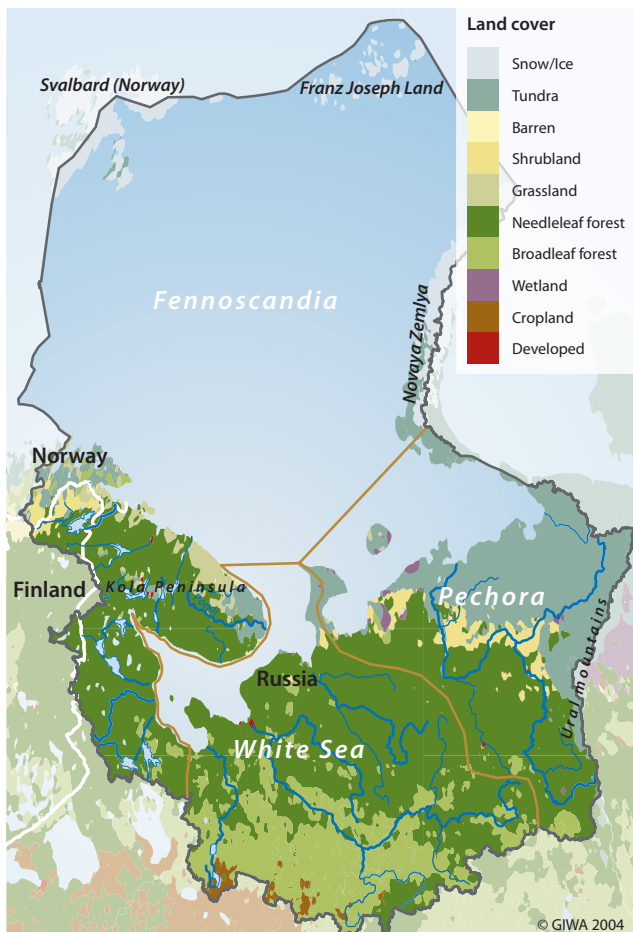 Land cover
Snow/Ice
Tundra
Barren
Shrubland
Grassland
Needleleaf forest
Broadleaf forest
Wetland
Cropland
Developed
Svalbard (Norway)
Franz Joseph Land
Fennoscandia
Novaya Zemlya
Norway
Finland
Kola Peninsula
Ponoy
Pechora
Ural mountains
Russia
White Sea
© GIWA 2004